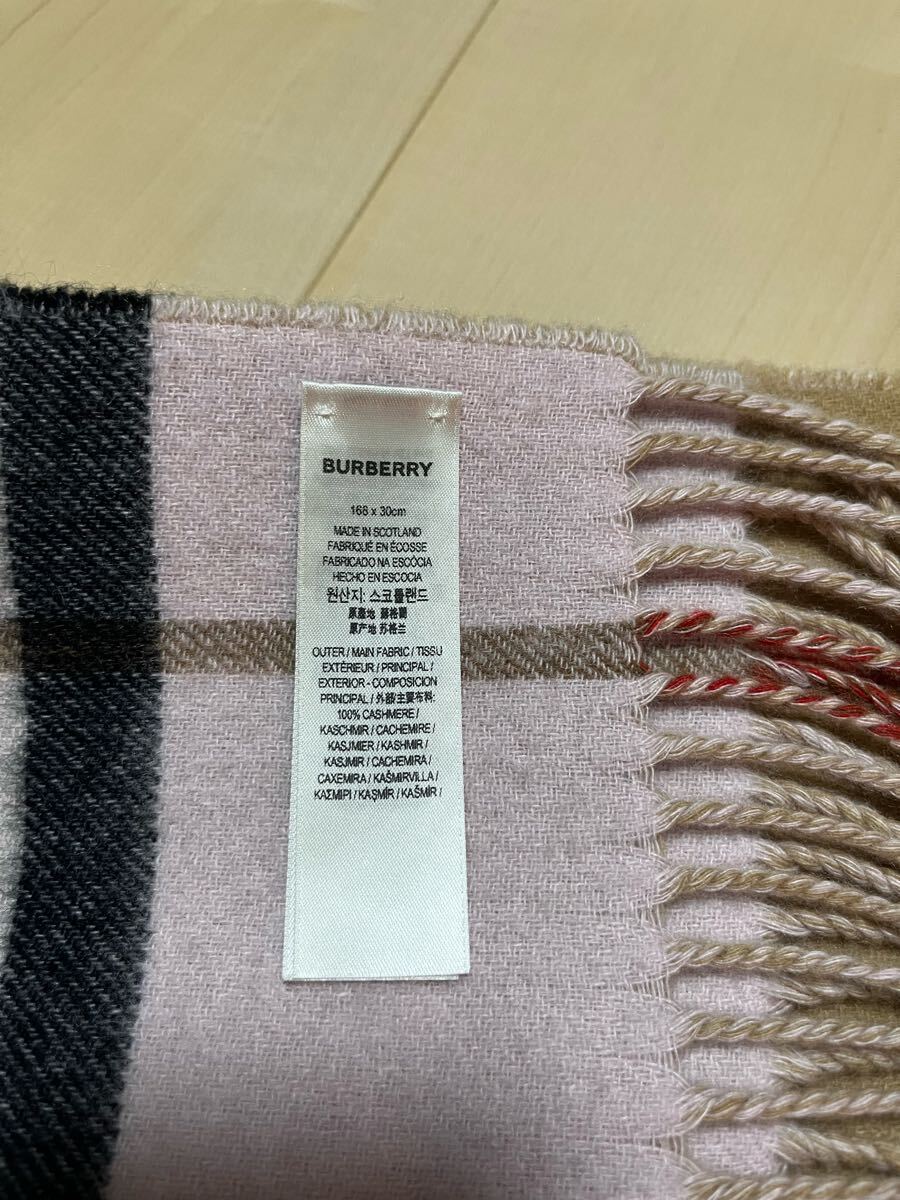 BURBERRY
168 x 30cm
MADE IN SCOTLAND
FABRIQUÉ EN ÉCOSSE
FABRICADO NA ESCÓCIA
HECHO EN ESCOCIA
원산지: 스코틀랜드
原產地 蘇格蘭
原产地 苏格兰
OUTER / MAIN FABRIC / TISSU
EXTÉRIEUR / PRINCIPAL /
EXTERIOR - COMPOSICION
PRINCIPAL / 外部/主要布料:
100% CASHMERE /
KASCHMIR / CACHEMIRE /
KASJMIER / KASHMIR /
KASJMIR / CACHEMIRA /
CAXEMIRA / KAŠMIRVILLA /
ΚΑΣΜΙΡΙ / KAŞMİR / KAŠMÍR /